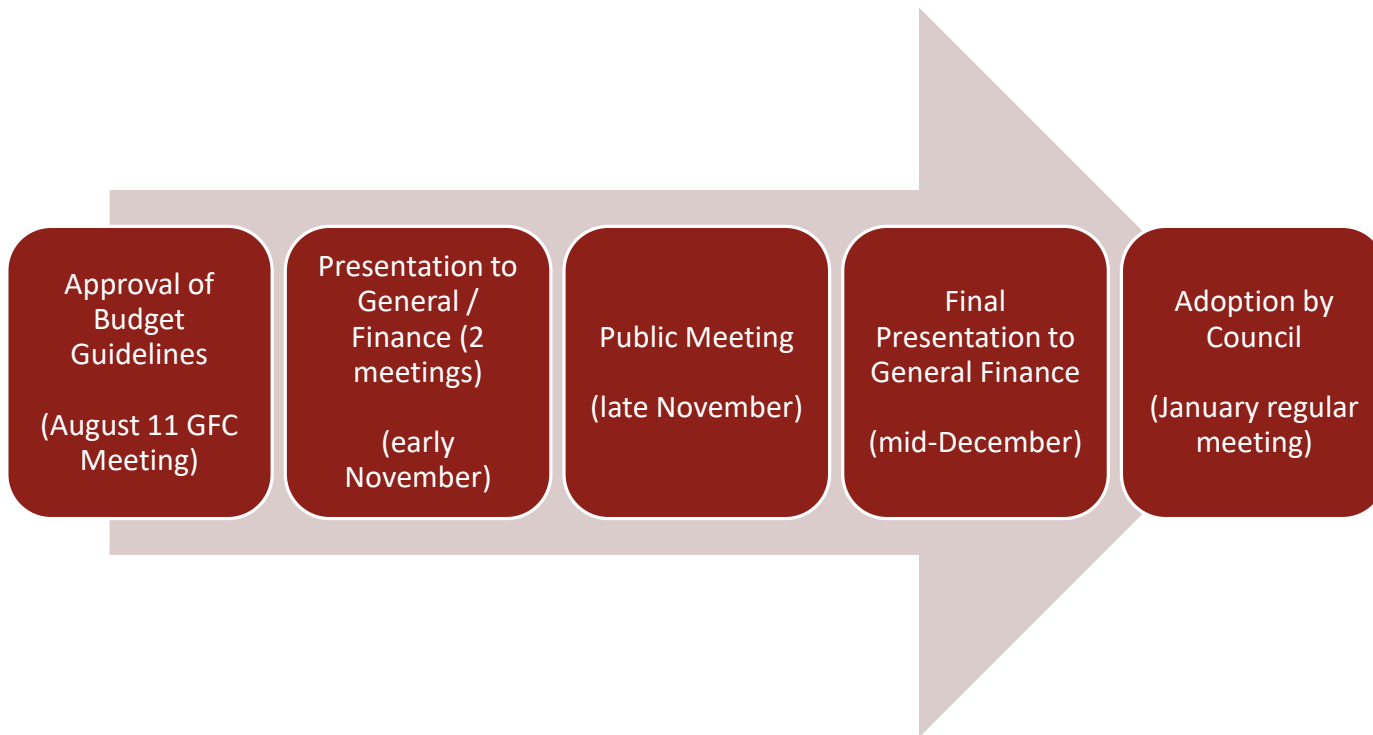 Approval of
Budget
Guidelines
(August 11 GFC
Meeting)
Presentation to
General /
Finance (2
meetings)
(early
November)
Public Meeting
(late November)
Final
Presentation to
General Finance
(mid-December)
Adoption by
Council
(January regular
meeting)